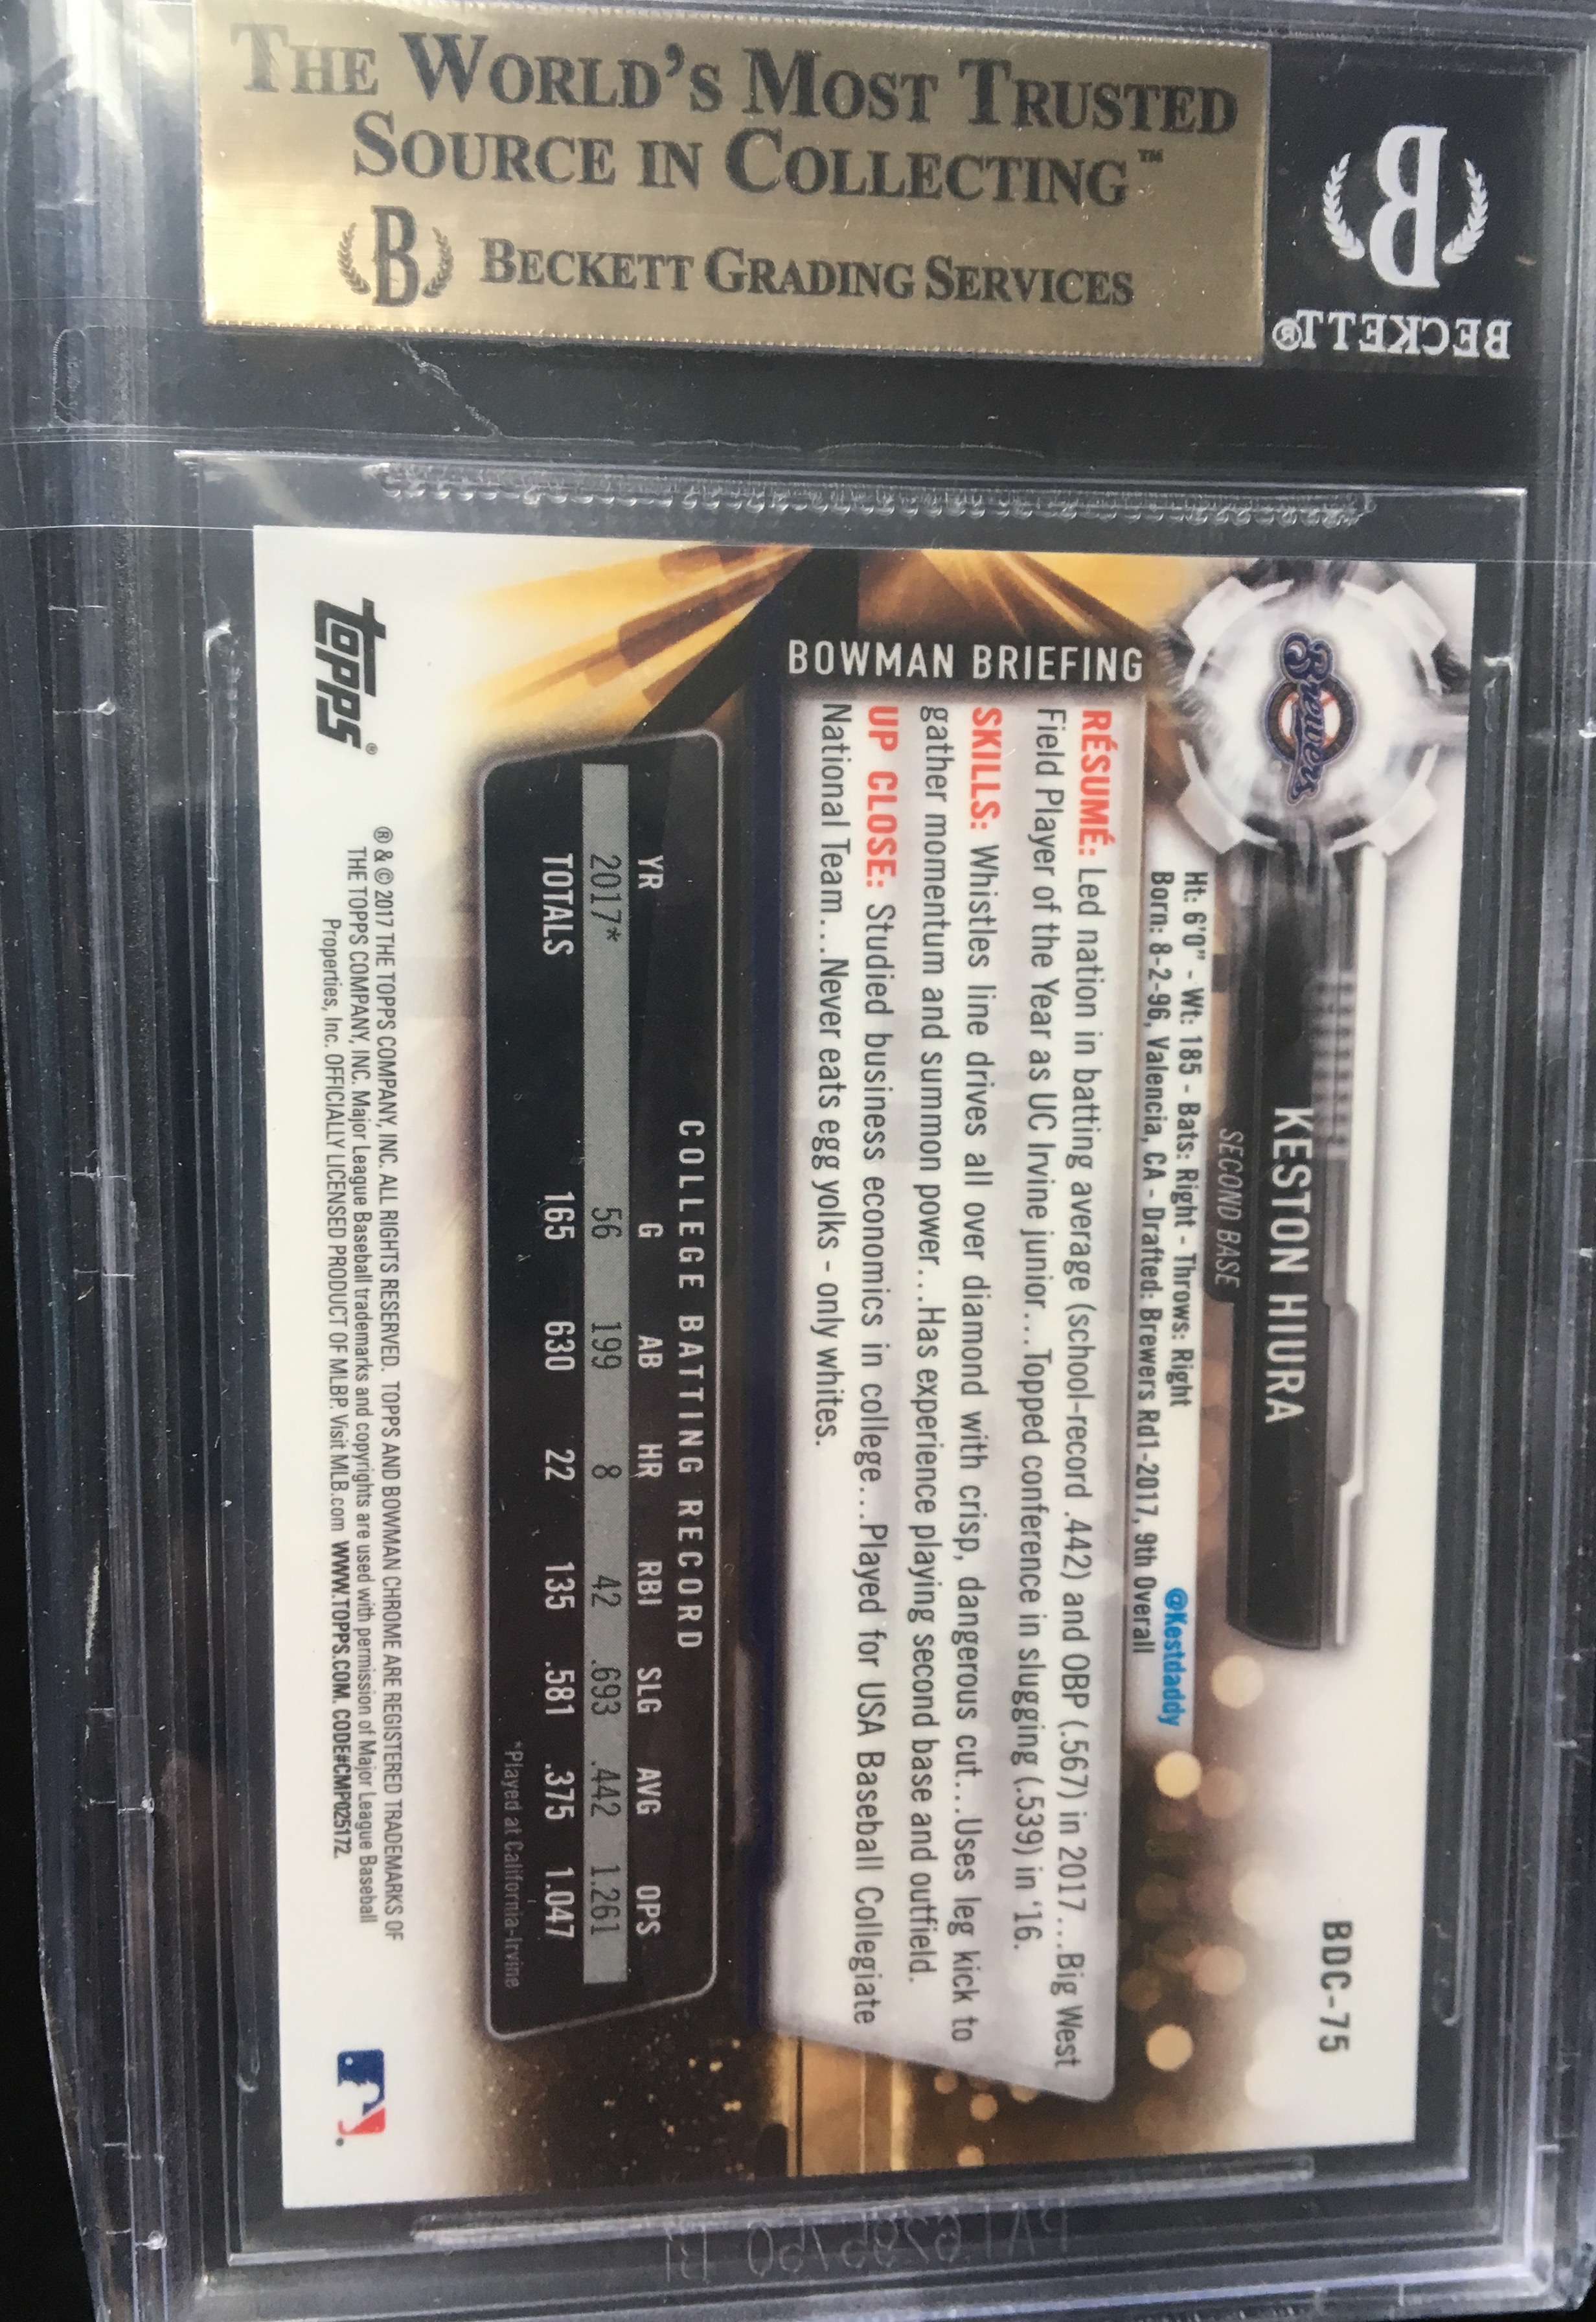 THE WORLD'S MOST TRUSTED
SOURCE IN COLLECTING™
B BECKETT GRADING SERVICES
B
BECKETT®
Brewers
KESTON HIURA
SECOND BASE
BDC-75
Ht: 6'0" - Wt: 185 - Bats: Right - Throws: Right
@Kestdaddy
Born: 8-2-96, Valencia, CA - Drafted: Brewers Rd1-2017, 9th Overall
BOWMAN BRIEFING
RÉSUMÉ: Led nation in batting average (school-record .442) and OBP (.567) in 2017...Big West
Field Player of the Year as UC Irvine junior...Topped conference in slugging (.539) in '16.
SKILLS: Whistles line drives all over diamond with crisp, dangerous cut...Uses leg kick to
gather momentum and summon power...Has experience playing second base and outfield.
UP CLOSE: Studied business economics in college...Played for USA Baseball Collegiate
National Team...Never eats egg yolks - only whites.
COLLEGE BATTING RECORD
YR G AB HR RBI SLG AVG OPS
2017* 56 199 8 42 .693 .442 1.261
TOTALS 165 630 22 135 .581 .375 1.047
*Played at California-Irvine
topps®
® & © 2017 THE TOPPS COMPANY, INC. ALL RIGHTS RESERVED. TOPPS AND BOWMAN CHROME ARE REGISTERED TRADEMARKS OF
THE TOPPS COMPANY, INC. Major League Baseball trademarks and copyrights are used with permission of Major League Baseball
Properties, Inc. OFFICIALLY LICENSED PRODUCT OF MLBP. Visit MLB.com WWW.TOPPS.COM. CODE#CMP025172